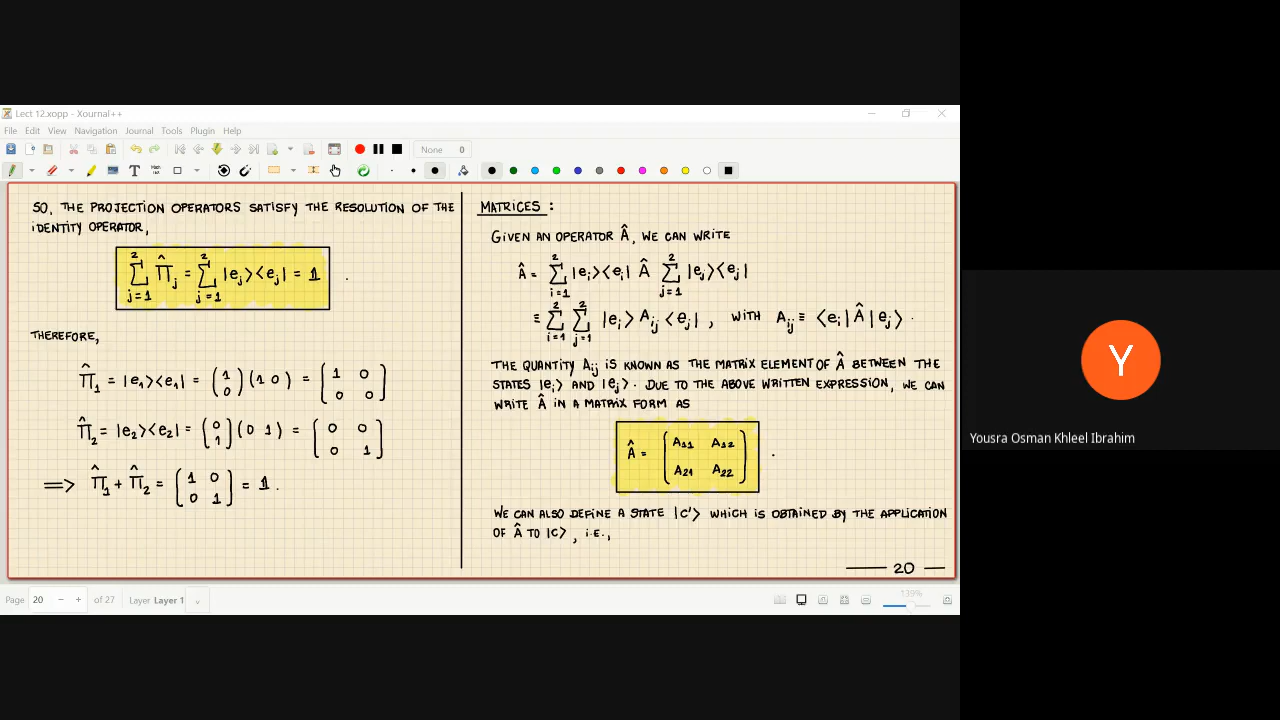 Lect 12.xopp - Xournal++
File Edit View Navigation Journal Tools Plugin Help
None 0
SO, THE PROJECTION OPERATORS SATISFY THE RESOLUTION OF THE
IDENTITY OPERATOR,
∑_{j=1}^{2} Π̂_j = ∑_{j=1}^{2} |e_j><e_j| = 1 .
THEREFORE,
Π̂_1 = |e_1><e_1| = (1 0) (1 0) = (1 0
0 0)
Π̂_2 = |e_2><e_2| = (0 1) (0 1) = (0 0
0 1)
⟹ Π̂_1 + Π̂_2 = (1 0
0 1) = 1 .
MATRICES :
GIVEN AN OPERATOR Â, WE CAN WRITE
Â = ∑_{i=1}^{2} |e_i><e_i| Â ∑_{j=1}^{2} |e_j><e_j|
≡ ∑_{i=1}^{2} ∑_{j=1}^{2} |e_i> A_ij <e_j| , WITH A_ij ≡ <e_i|Â|e_j> .
THE QUANTITY A_ij IS KNOWN AS THE MATRIX ELEMENT OF Â BETWEEN THE
STATES |e_i> AND |e_j>. DUE TO THE ABOVE WRITTEN EXPRESSION, WE CAN
WRITE Â IN A MATRIX FORM AS
Â = (A_11 A_12
A_21 A_22) .
WE CAN ALSO DEFINE A STATE |C'> WHICH IS OBTAINED BY THE APPLICATION
OF Â TO |C> , I.E.,
20
Page 20 of 27 Layer Layer 1
139%
Y
Yousra Osman Khleel Ibrahim